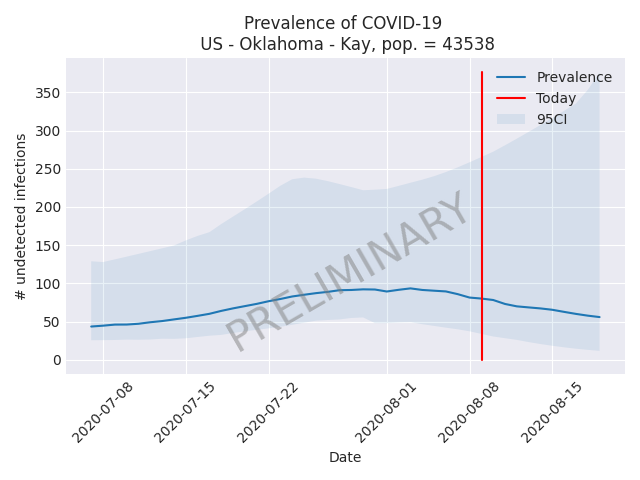 Prevalence of COVID-19
US - Oklahoma - Kay, pop. = 43538
# undetected infections
350
300
250
200
150
100
50
0
Prevalence
Today
95CI
PRELIMINARY
2020-07-08
2020-07-15
2020-07-22
2020-08-01
2020-08-08
2020-08-15
Date